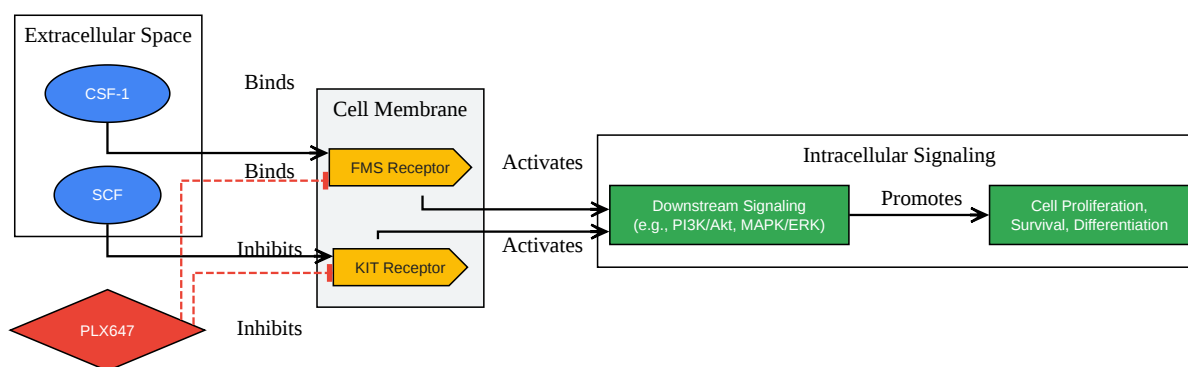 Extracellular Space
CSF-1
SCF
PLX647
Binds
Binds
Inhibits
Inhibits
Cell Membrane
FMS Receptor
KIT Receptor
Activates
Activates
Intracellular Signaling
Downstream Signaling
(e.g., PI3K/Akt, MAPK/ERK)
Promotes
Cell Proliferation,
Survival, Differentiation